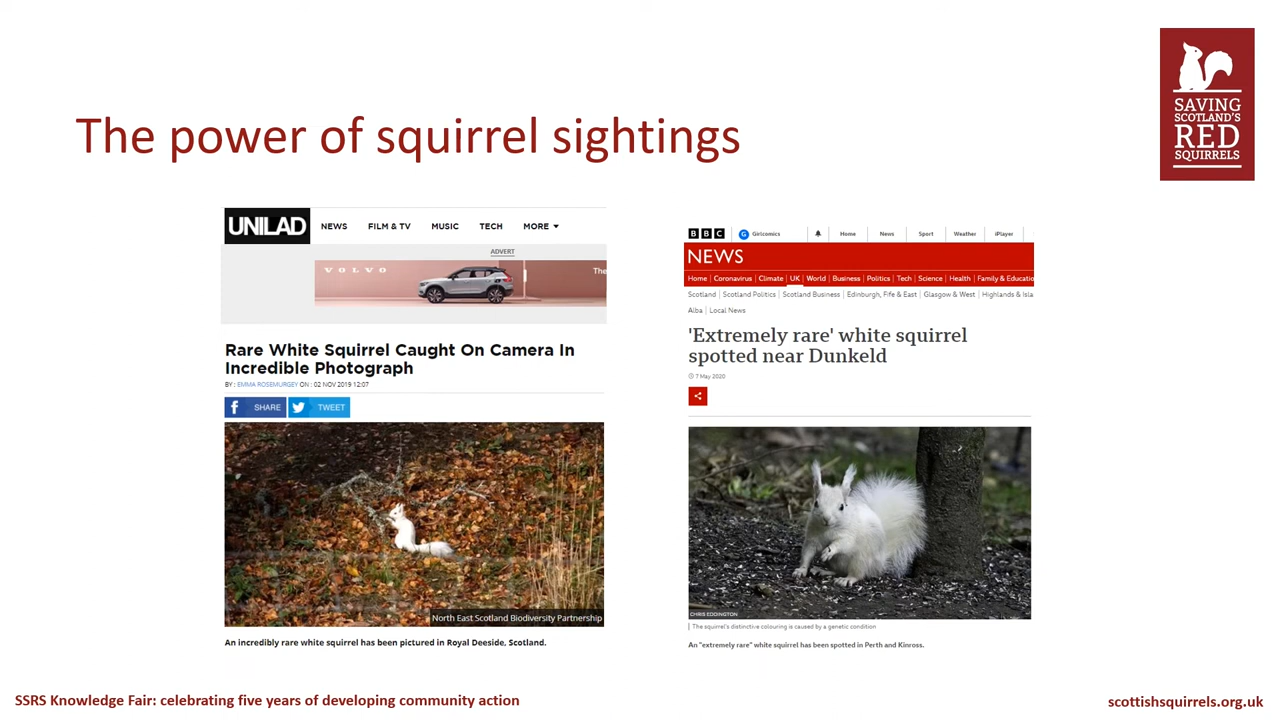 The power of squirrel sightings
SAVING
SCOTLAND'S
RED
SQUIRRELS
UNILAD NEWS FILM & TV MUSIC TECH MORE
ADVERT
VOLVO The
Rare White Squirrel Caught On Camera In
Incredible Photograph
BY : EMMA ROSEMURGEY ON : 02 NOV 2019 12:07
SHARE TWEET
North East Scotland Biodiversity Partnership
An incredibly rare white squirrel has been pictured in Royal Deeside, Scotland.
BBC G Girlcomics Home News Sport Weather iPlayer
NEWS
Home | Coronavirus | Climate | UK | World | Business | Politics | Tech | Science | Health | Family & Educatio
Scotland | Scotland Politics | Scotland Business | Edinburgh, Fife & East | Glasgow & West | Highlands & Isla
Alba | Local News
'Extremely rare' white squirrel
spotted near Dunkeld
7 May 2020
CHRIS EDDINGTON
The squirrel's distinctive colouring is caused by a genetic condition
An "extremely rare" white squirrel has been spotted in Perth and Kinross.
SSRS Knowledge Fair: celebrating five years of developing community action
scottishsquirrels.org.uk